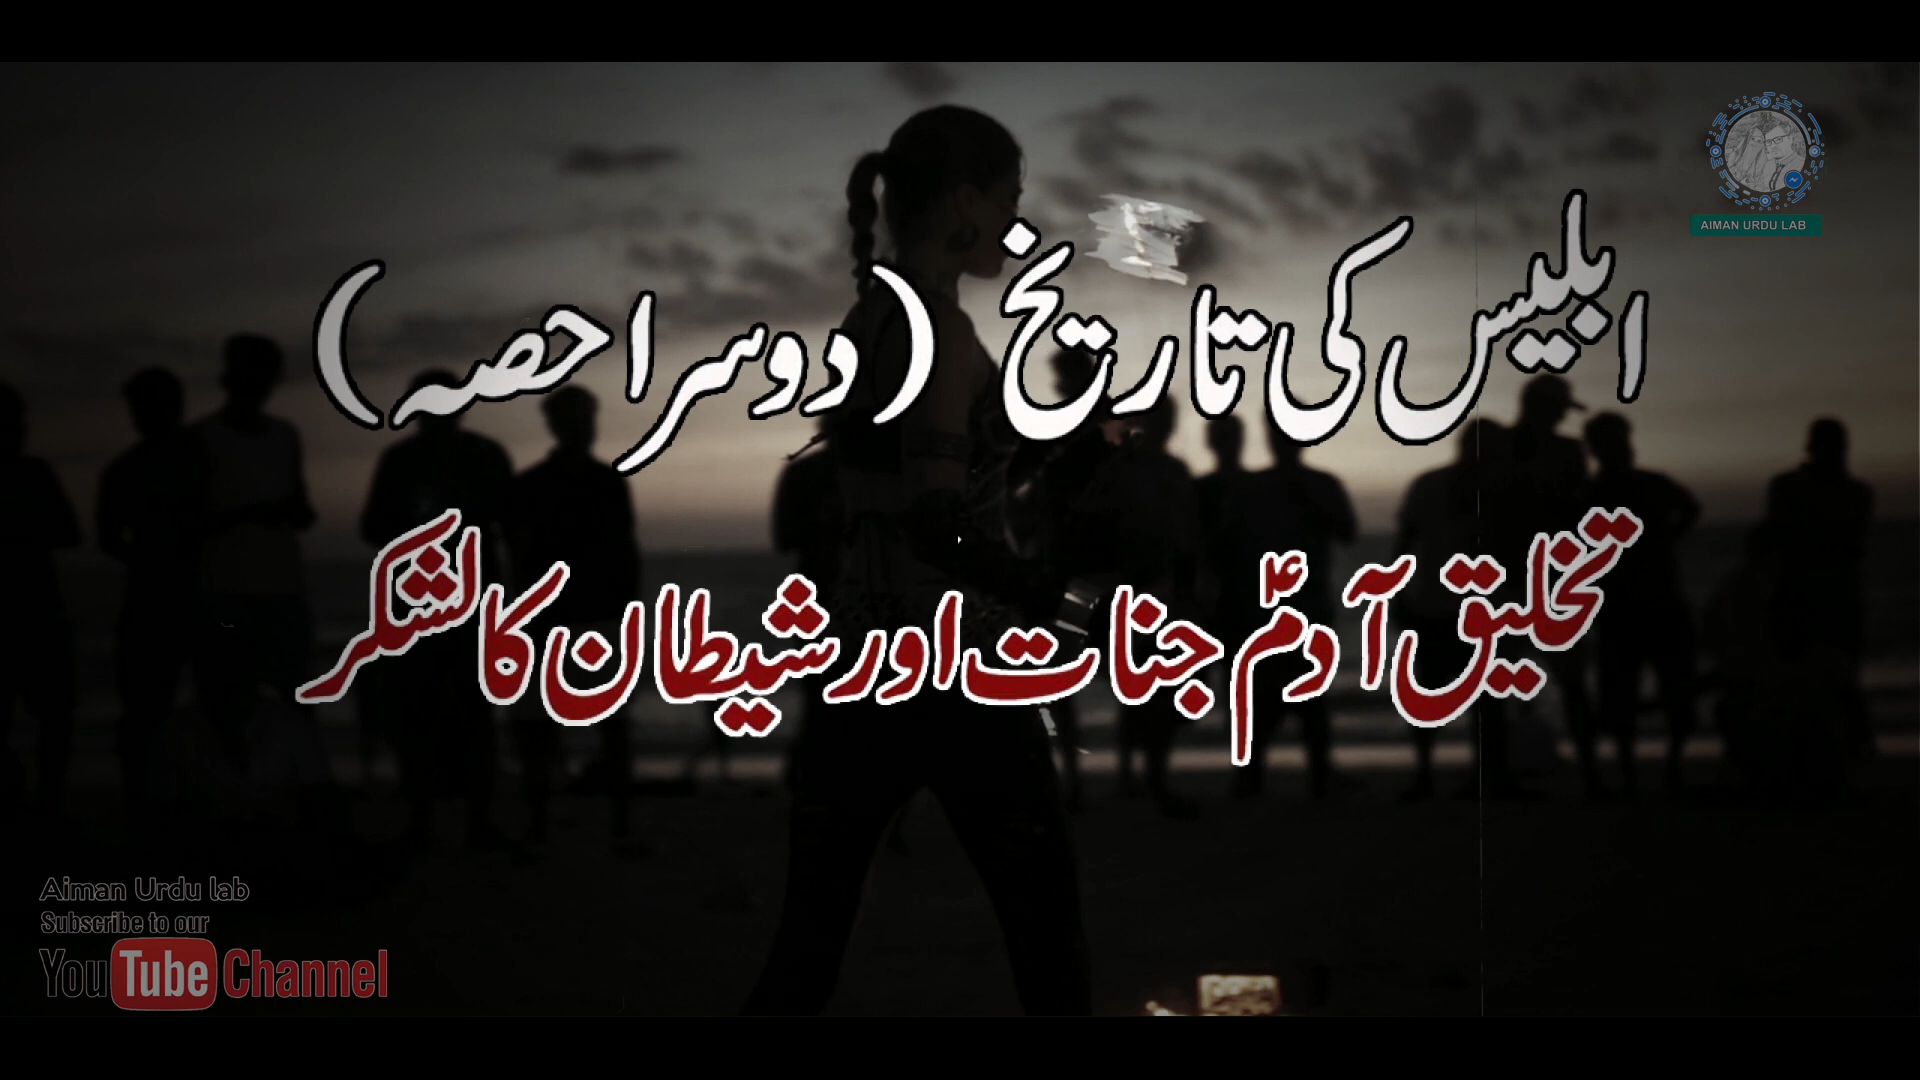 AIMAN URDU LAB
ابلیس کی تاریخ (دوسرا حصہ)
تخلیق آدمؑ جنات اور شیطان کا لشکر
Aiman Urdu lab
Subscribe to our
YouTube Channel